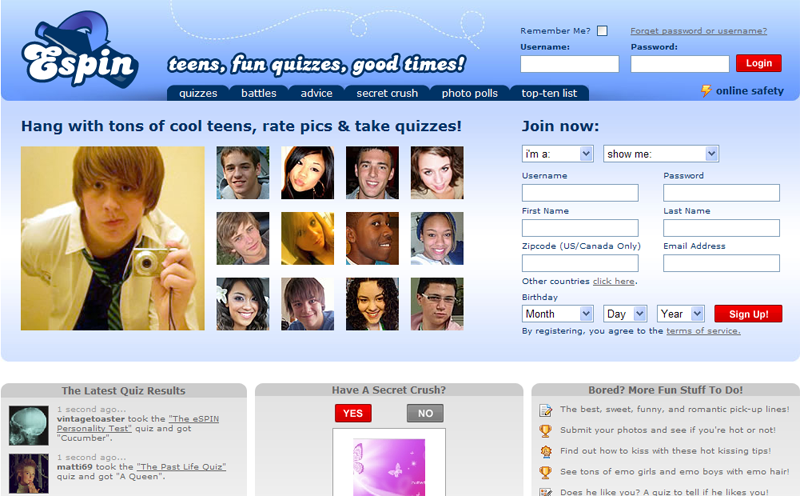 Espin
teens, fun quizzes, good times!
Remember Me?
Forget password or username?
Username:
Password:
Login
quizzes
battles
advice
secret crush
photo polls
top-ten list
online safety
Hang with tons of cool teens, rate pics & take quizzes!
Join now:
i'm a:
show me:
Username
Password
First Name
Last Name
Zipcode (US/Canada Only)
Email Address
Other countries click here.
Birthday
Month
Day
Year
Sign Up!
By registering, you agree to the terms of service.
The Latest Quiz Results
1 second ago...
vintagetoaster took the "The eSPIN
Personality Test" quiz and got
"Cucumber".
1 second ago...
matti69 took the "The Past Life Quiz"
quiz and got "A Queen".
Have A Secret Crush?
YES
NO
Bored? More Fun Stuff To Do!
The best, sweet, funny, and romantic pick-up lines!
Submit your photos and see if you're hot or not!
Find out how to kiss with these hot kissing tips!
See tons of emo girls and emo boys with emo hair!
Does he like you? A quiz to tell if he likes you!